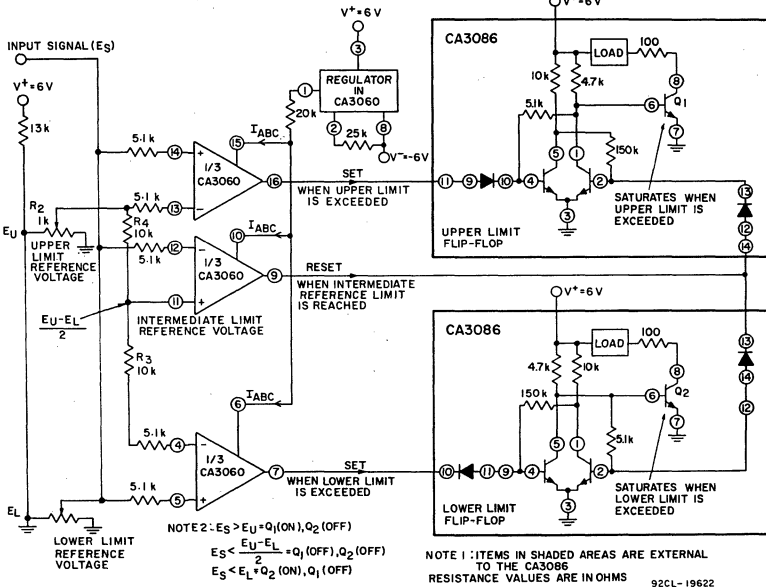 INPUT SIGNAL (ES)
V+=6V
13k
5.1k
14
+
15
IABC
1/3
CA3060
−
16
SET
WHEN UPPER LIMIT
IS EXCEEDED
EU
R2
1k
UPPER
LIMIT
REFERENCE
VOLTAGE
5.1k
13
R4
10k
5.1k
12
−
10
IABC
1/3
CA3060
+
9
RESET
WHEN INTERMEDIATE
REFERENCE LIMIT
IS REACHED
11
EU-EL
2
INTERMEDIATE LIMIT
REFERENCE VOLTAGE
R3
10k
6
IABC
5.1k
4
−
1/3
CA3060
+
7
SET
WHEN LOWER LIMIT
IS EXCEEDED
5.1k
5
EL
LOWER LIMIT
REFERENCE
VOLTAGE
V+=6V
3
1
REGULATOR
IN
CA3060
20k
2
8
25k
V-=-6V
V+=6V
CA3086
LOAD
100
10k
4.7k
8
5.1k
6
Q1
7
150k
5
1
11
9
10
4
2
3
SATURATES WHEN
UPPER LIMIT IS
EXCEEDED
UPPER LIMIT
FLIP-FLOP
13
12
14
V+=6V
CA3086
LOAD
100
4.7k
10k
8
150k
6
Q2
7
5.1k
5
1
10
11
9
4
2
3
SATURATES WHEN
LOWER LIMIT IS
EXCEEDED
LOWER LIMIT
FLIP-FLOP
13
14
12
NOTE 2: ES > EU = Q1(ON), Q2(OFF)
ES < EU-EL/2 = Q1(OFF), Q2(OFF)
ES < EL = Q2(ON), Q1(OFF)
NOTE 1: ITEMS IN SHADED AREAS ARE EXTERNAL
TO THE CA3086
RESISTANCE VALUES ARE IN OHMS
92CL-19622